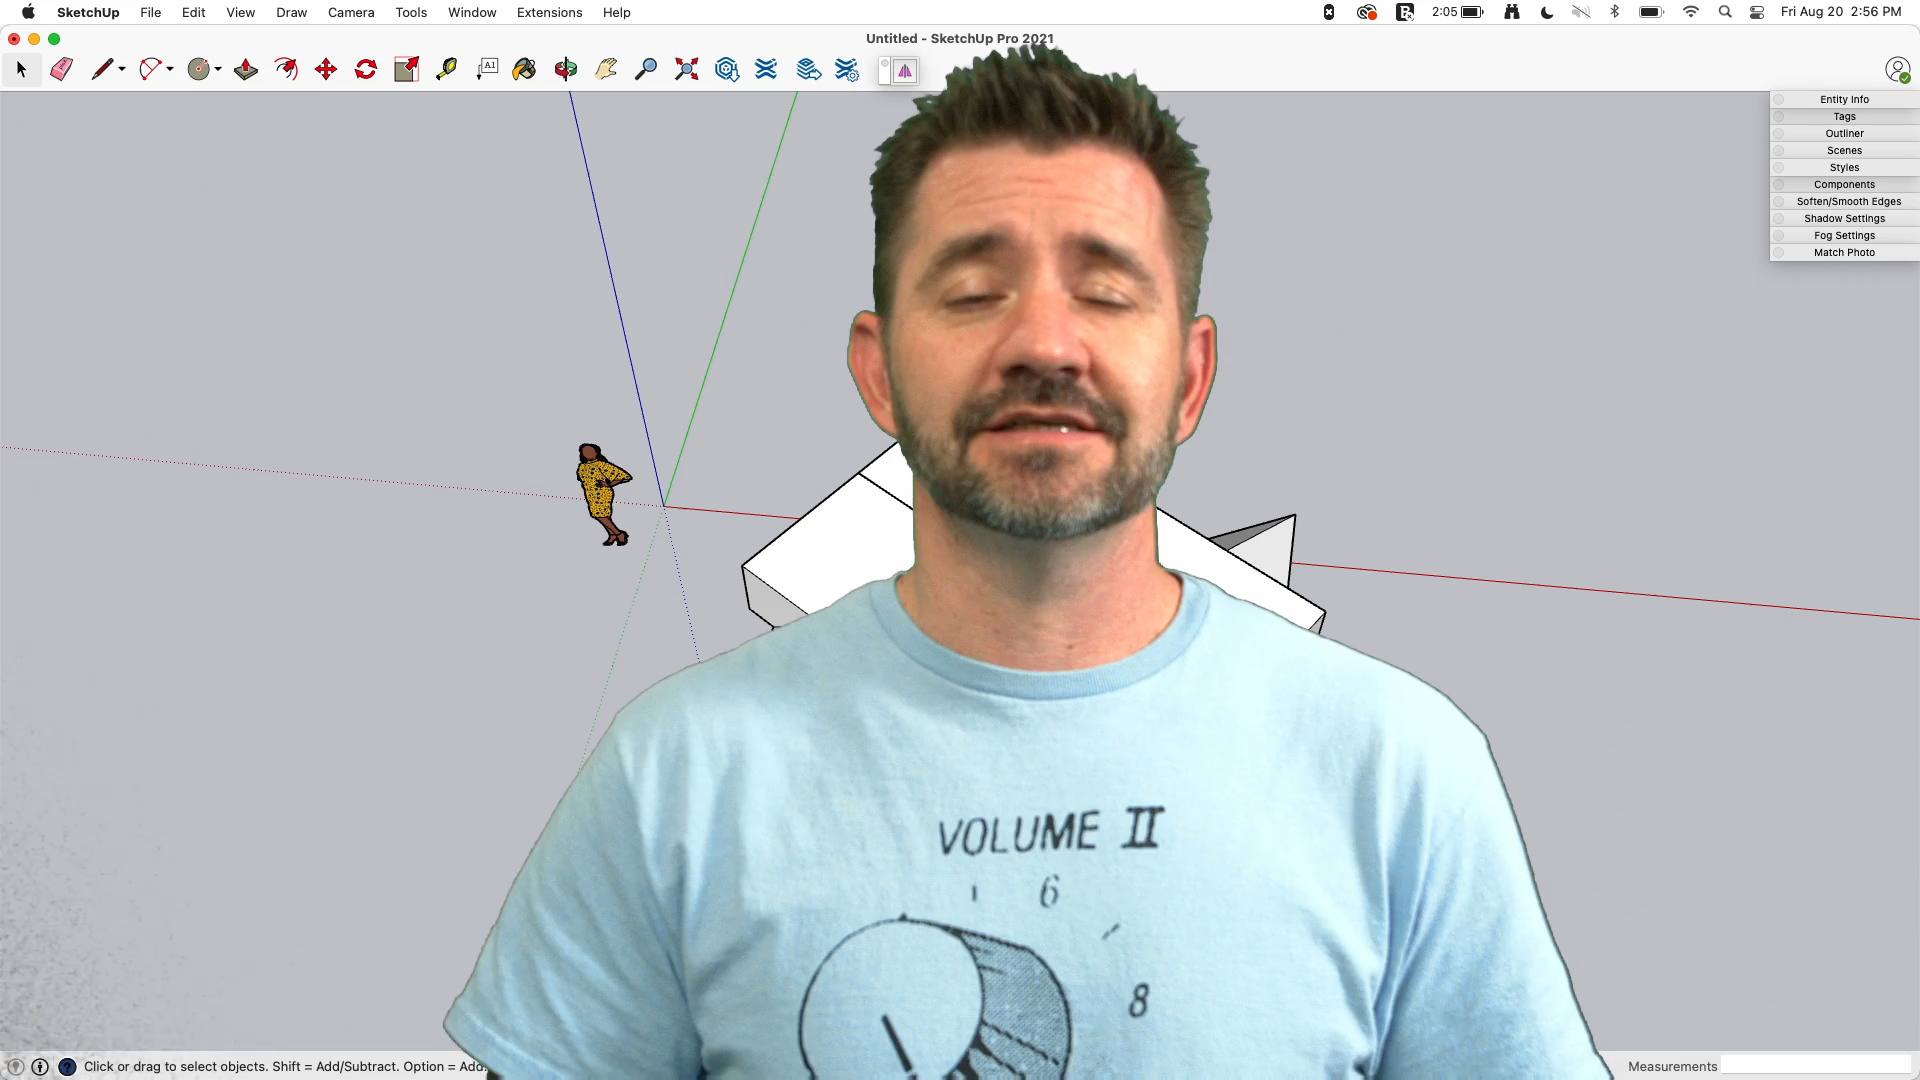 SketchUp File Edit View Draw Camera Tools Window Extensions Help 2:05 Fri Aug 20 2:56 PM
Untitled - SketchUp Pro 2021
A1
Entity Info
Tags
Outliner
Scenes
Styles
Components
Soften/Smooth Edges
Shadow Settings
Fog Settings
Match Photo
VOLUME II
6
8
Click or drag to select objects. Shift = Add/Subtract. Option = Add.
Measurements